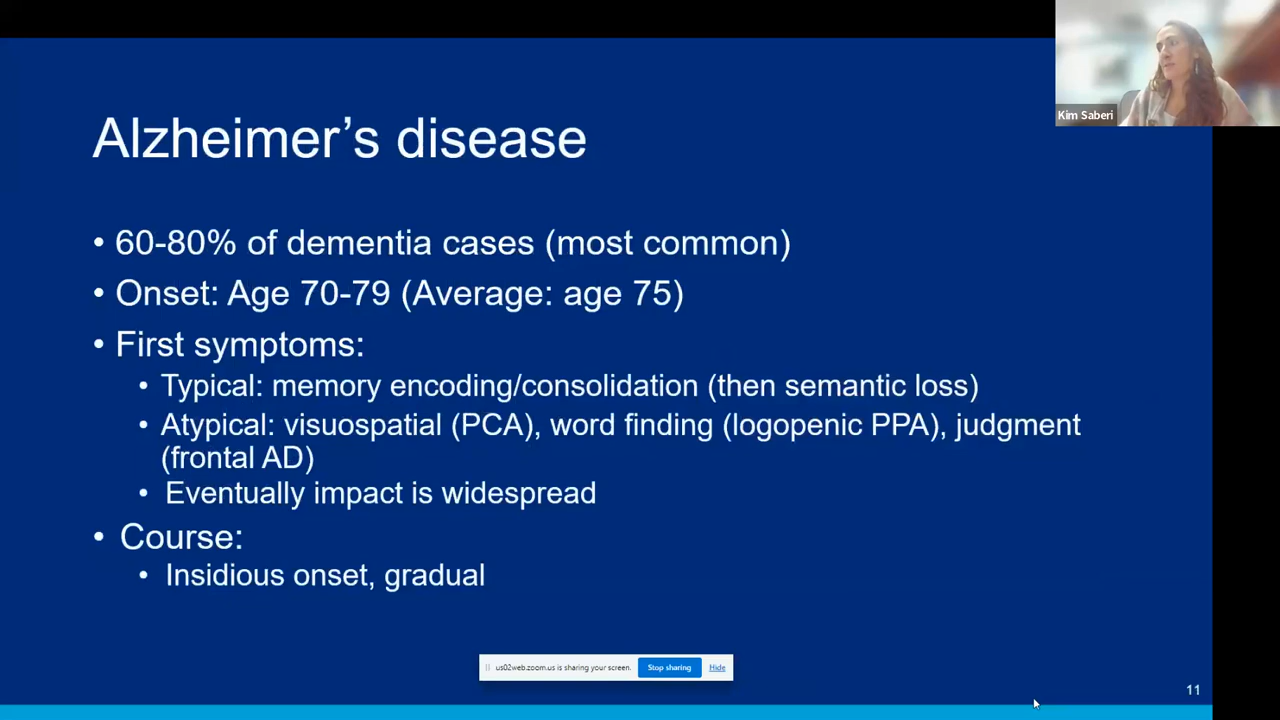 Kim Saberi
Alzheimer’s disease
• 60-80% of dementia cases (most common)
• Onset: Age 70-79 (Average: age 75)
• First symptoms:
• Typical: memory encoding/consolidation (then semantic loss)
• Atypical: visuospatial (PCA), word finding (logopenic PPA), judgment
(frontal AD)
• Eventually impact is widespread
• Course:
• Insidious onset, gradual
us02web.zoom.us is sharing your screen. Stop sharing Hide
11